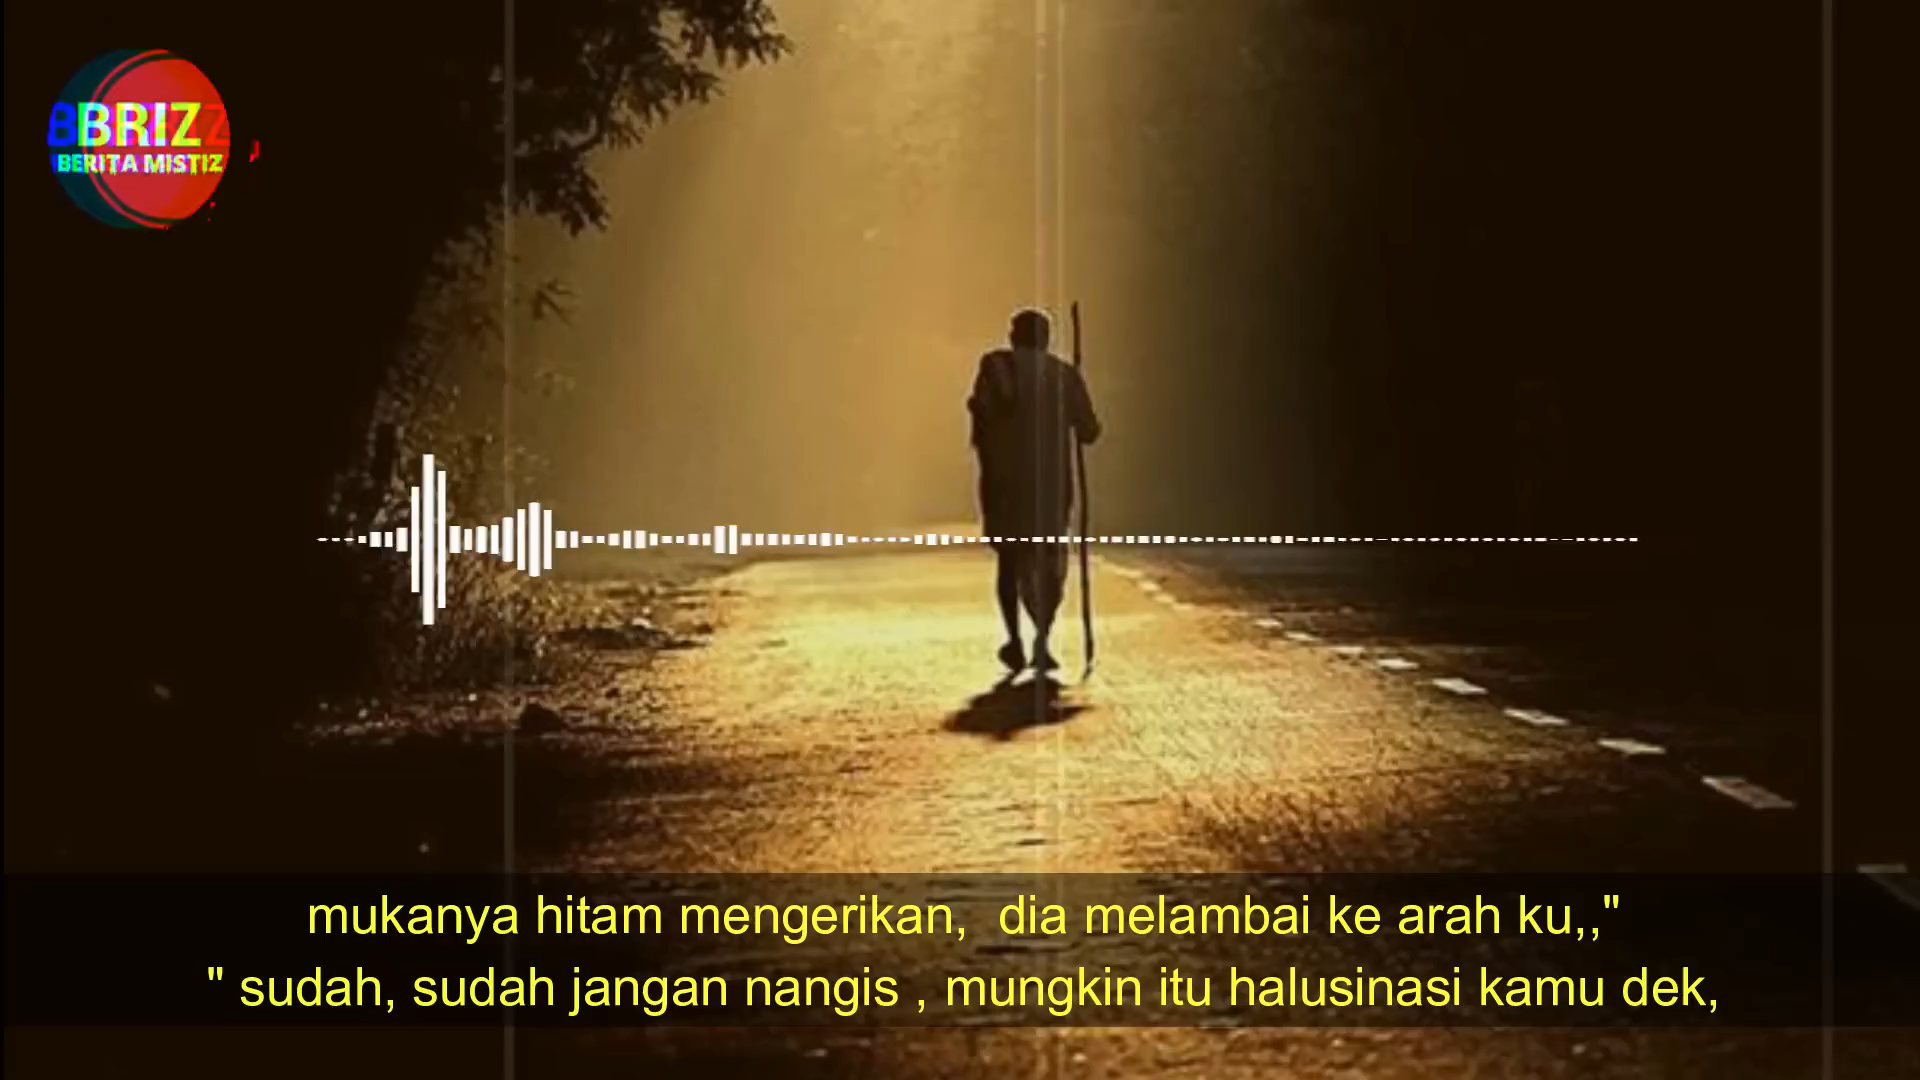 BRIZ
BERITA MISTIZ
mukanya hitam mengerikan,  dia melambai ke arah ku,,"
" sudah, sudah jangan nangis , mungkin itu halusinasi kamu dek,